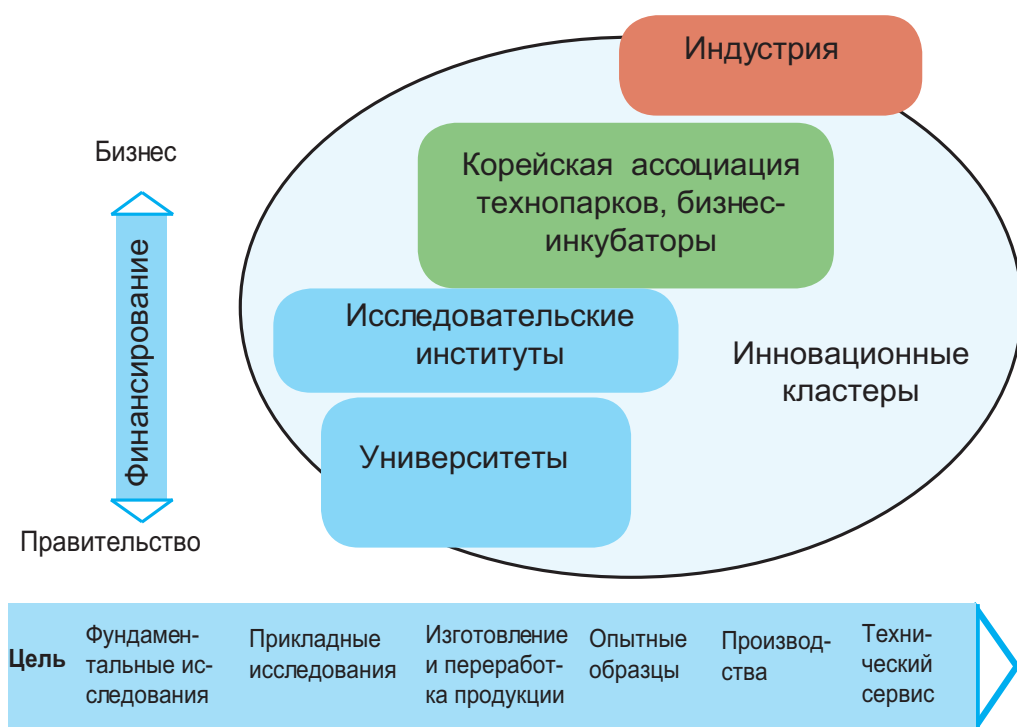 Индустрия
Бизнес
Корейская ассоциация
технопарков, бизнес-
инкубаторы
Финансирование
Исследовательские
институты
Инновационные
кластеры
Университеты
Правительство
Цель
Фундамен-
тальные ис-
следования
Прикладные
исследования
Изготовление
и переработ-
ка продукции
Опытные
образцы
Производ-
ства
Техни-
ческий
сервис